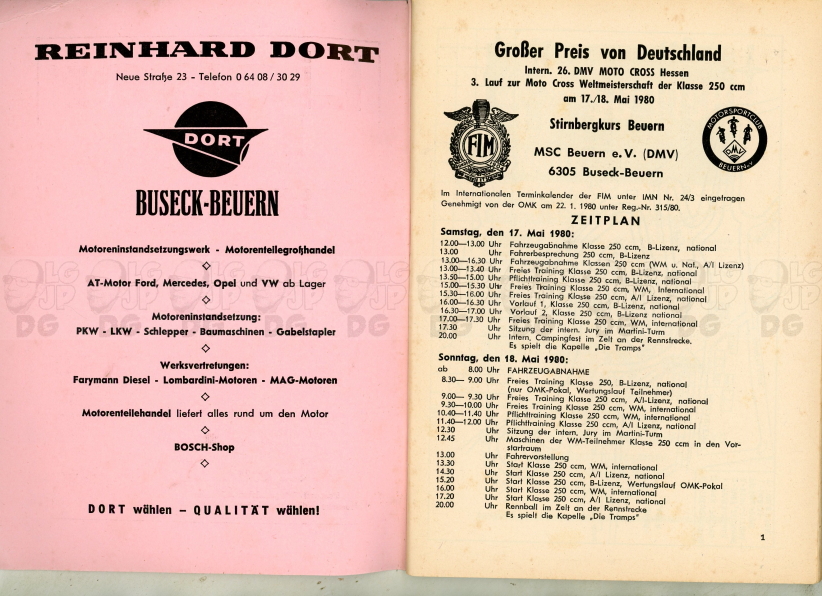 REINHARD DORT
Neue Straße 23 - Telefon 0 64 08 / 30 29
DORT
BUSECK-BEUERN
Motoreninstandsetzungswerk - Motorenteilegroßhandel
AT-Motor Ford, Mercedes, Opel und VW ab Lager
Motoreninstandsetzung:
PKW - LKW - Schlepper - Baumaschinen - Gabelstapler
Werksvertretungen:
Farymann Diesel - Lombardini-Motoren - MAG-Motoren
Motorenteilehandel liefert alles rund um den Motor
BOSCH-Shop
DORT wählen – QUALITÄT wählen!
Großer Preis von Deutschland
Intern. 26. DMV MOTO CROSS Hessen
3. Lauf zur Moto Cross Weltmeisterschaft der Klasse 250 ccm
am 17./18. Mai 1980
FIM
Stirnbergkurs Beuern
MSC Beuern e. V. (DMV)
6305 Buseck-Beuern
MOTORSPORTCLUB
DMV
BEUERN e.V.
Im Internationalen Terminkalender der FIM unter IMN Nr. 24/3 eingetragen
Genehmigt von der OMK am 22. 1. 1980 unter Reg.-Nr. 315/80.
ZEITPLAN
Samstag, den 17. Mai 1980:
12.00—13.00 Uhr Fahrzeugabnahme Klasse 250 ccm, B-Lizenz, national
13.00 Uhr Fahrerbesprechung 250 ccm, B-Lizenz
13.00—16.30 Uhr Fahrzeugabnahme Klassen 250 ccm (WM u. Nat., A/I Lizenz)
13.00—13.40 Uhr Freies Training Klasse 250 ccm, B-Lizenz, national
13.50—15.00 Uhr Pflichttraining Klasse 250 ccm, B-Lizenz, national
15.00—15.30 Uhr Freies Training Klasse 250 ccm, WM, International
15.30—16.00 Uhr Freies Training Klasse 250 ccm, A/I Lizenz, national
16.00—16.30 Uhr Vorlauf 1, Klasse 250 ccm, B-Lizenz, national
16.30—17.00 Uhr Vorlauf 2, Klasse 250 ccm, B-Lizenz national
17.00—17.30 Uhr Freies Training Klasse 250 ccm, WM, international
17.30 Uhr Sitzung der intern. Jury im Martini-Turm
20.00 Uhr Intern. Campingfest im Zelt an der Rennstrecke.
Es spielt die Kapelle „Die Tramps"
Sonntag, den 18. Mai 1980:
ab 8.00 Uhr FAHRZEUGABNAHME
8.30— 9.00 Uhr Freies Training Klasse 250, B-Lizenz, national
(nur OMK-Pokal, Wertungslauf Teilnehmer)
9.00— 9.30 Uhr Freies Training Klasse 250 ccm, A/I-Lizenz, national
9.30—10.00 Uhr Freies Training Klasse 250 ccm, WM, international
10.40—11.40 Uhr Pflichttraining Klasse 250 ccm, WM, international
11.40—12.00 Uhr Pflichttraining Klasse 250 ccm, A/I Lizenz, national
12.30 Uhr Sitzung der intern. Jury im Martini-Turm
12.45 Uhr Maschinen der WM-Teilnehmer Klasse 250 ccm in den Vor-
startraum
13.00 Uhr Fahrervorstellung
13.30 Uhr Start Klasse 250 ccm, WM, international
14.30 Uhr Start Klasse 250 ccm, A/I Lizenz, national
15.20 Uhr Start Klasse 250 ccm, B-Lizenz, Wertungslauf OMK-Pokal
16.00 Uhr Start Klasse 250 ccm, WM, international
17.20 Uhr Start Klasse 250 ccm, A/I Lizenz, national
20.00 Uhr Rennball im Zelt an der Rennstrecke
Es spielt die Kapelle „Die Tramps"
1